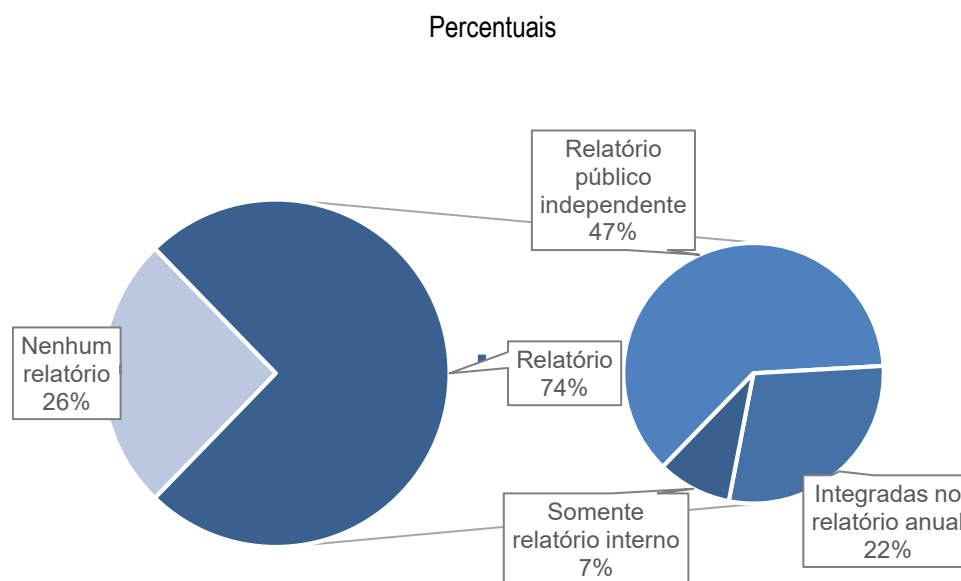 Percentuais
Relatório
público
independente
47%
Nenhum
relatório
26%
Relatório
74%
Somente
relatório interno
7%
Integradas no
relatório anual
22%